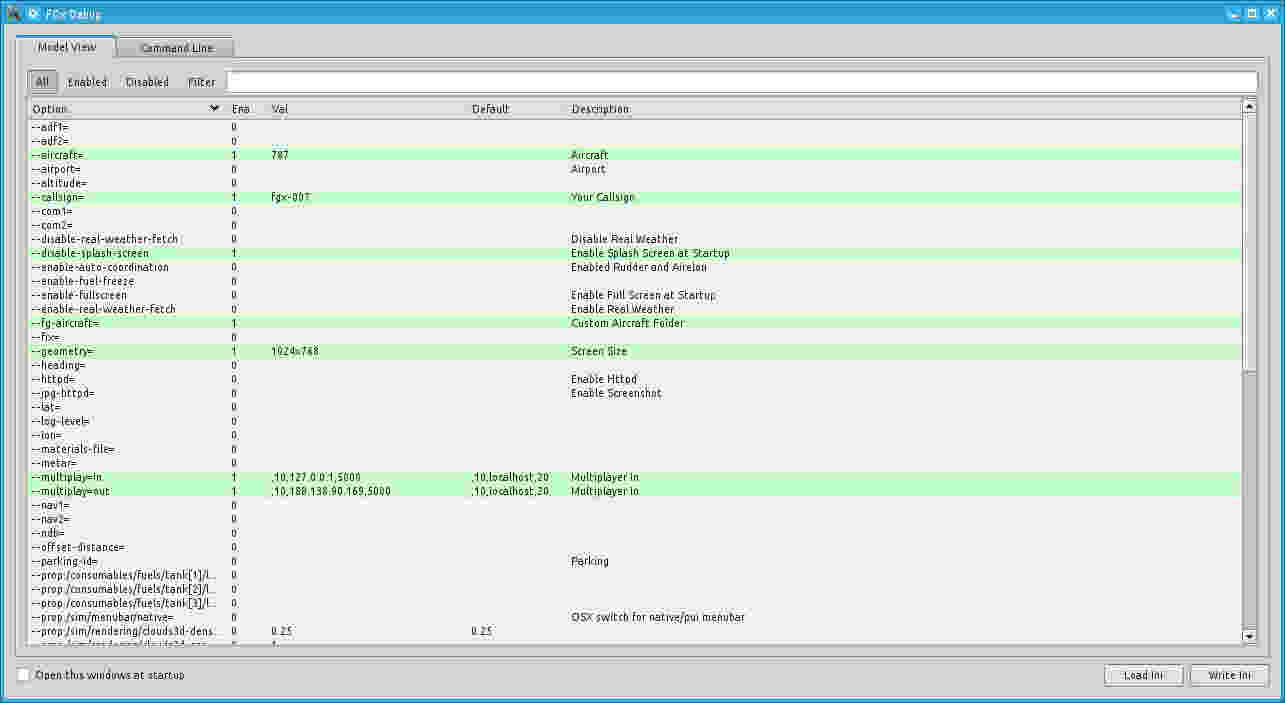 FGx Debug
Model View Command Line
All Enabled Disabled Filter
Option Ena Val Default Description
--adf1= 0
--adf2= 0
--aircraft= 1 787 Aircraft
--airport= 0 Airport
--altitude= 0
--callsign= 1 fgx-007 Your Callsign
--com1= 0
--com2= 0
--disable-real-weather-fetch 0 Disable Real Weather
--disable-splash-screen 1 Enable Splash Screen at Startup
--enable-auto-coordination 0 Enabled Rudder and Airelon
--enable-fuel-freeze 0
--enable-fullscreen 0 Enable Full Screen at Startup
--enable-real-weather-fetch 0 Enable Real Weather
--fg-aircraft= 1 Custom Aircraft Folder
--fix= 0
--geometry= 1 1024x768 Screen Size
--heading= 0
--httpd= 0 Enable Httpd
--jpg-httpd= 0 Enable Screenshot
--lat= 0
--log-level= 0
--lon= 0
--materials-file= 0
--metar= 0
--multiplay=in 1 ,10,127.0.0.1,5000 ,10,localhost,20 Multiplayer In
--multiplay=out 1 ,10,188.138.90.169,5000 ,10,localhost,20 Multiplayer In
--nav1= 0
--nav2= 0
--ndb= 0
--offset-distance= 0
--parking-id= 0 Parking
--prop:/consumables/fuels/tank[1]/l... 0
--prop:/consumables/fuels/tank[2]/l... 0
--prop:/consumables/fuels/tank[3]/l... 0
--prop:/sim/menubar/native= 0 OSX switch for native/pui menubar
--prop:/sim/rendering/clouds3d-dens... 0 0.25 0.25
Open this windows at startup Load Ini Write Ini